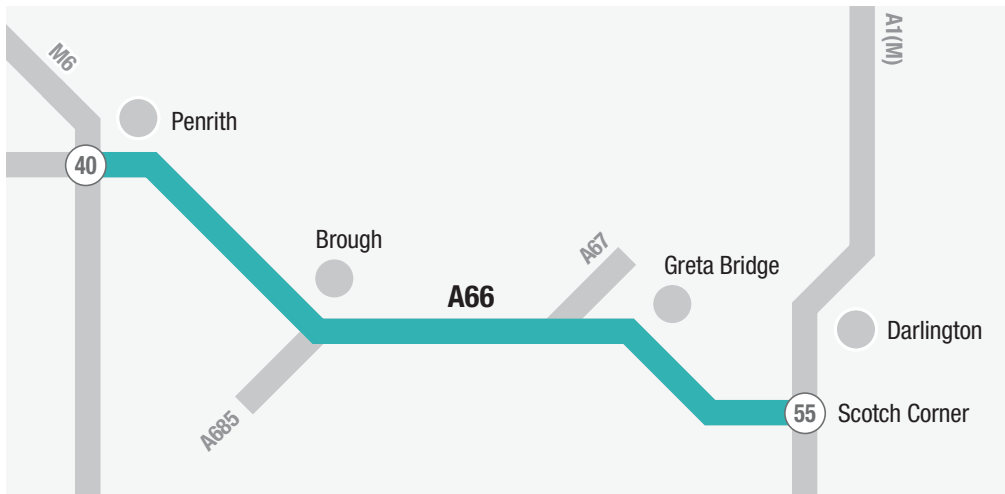 M6
A1(M)
Penrith
40
Brough
A67
Greta Bridge
A66
Darlington
A685
55
Scotch Corner